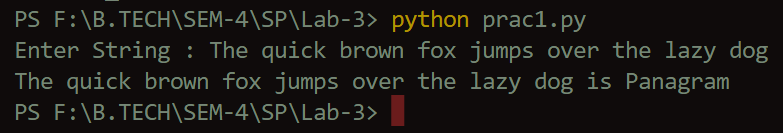 PS F:\B.TECH\SEM-4\SP\Lab-3> python prac1.py
Enter String : The quick brown fox jumps over the lazy dog
The quick brown fox jumps over the lazy dog is Panagram
PS F:\B.TECH\SEM-4\SP\Lab-3>